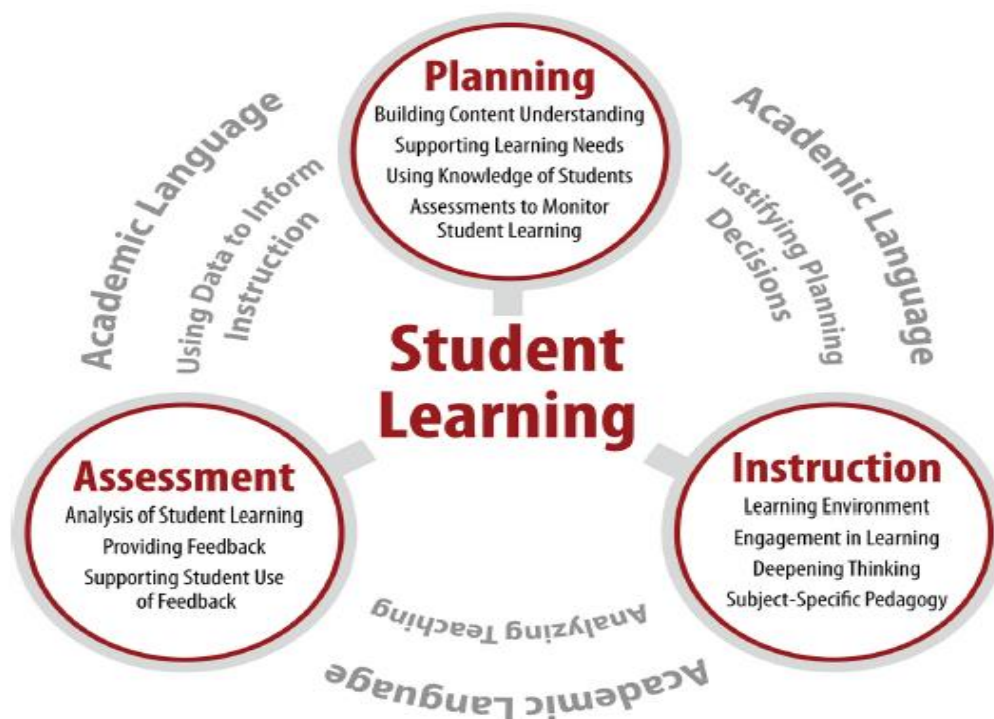 Planning
Building Content Understanding
Supporting Learning Needs
Using Knowledge of Students
Assessments to Monitor
Student Learning
Academic Language
Using Data to Inform
Instruction
Academic Language
Justifying Planning
Decisions
Student
Learning
Assessment
Analysis of Student Learning
Providing Feedback
Supporting Student Use
of Feedback
Instruction
Learning Environment
Engagement in Learning
Deepening Thinking
Subject-Specific Pedagogy
Analyzing Teaching
Academic Language